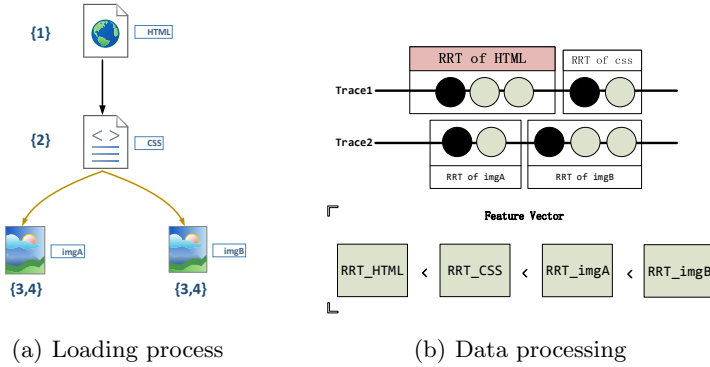 {1}
HTML
{2}
< >
CSS
imgA
imgB
{3,4}
{3,4}
(a) Loading process
RRT of HTML
RRT of css
Trace1
Trace2
RRT of imgA
RRT of imgB
Feature Vector
RRT_HTML < RRT_CSS < RRT_imgA < RRT_imgB
(b) Data processing